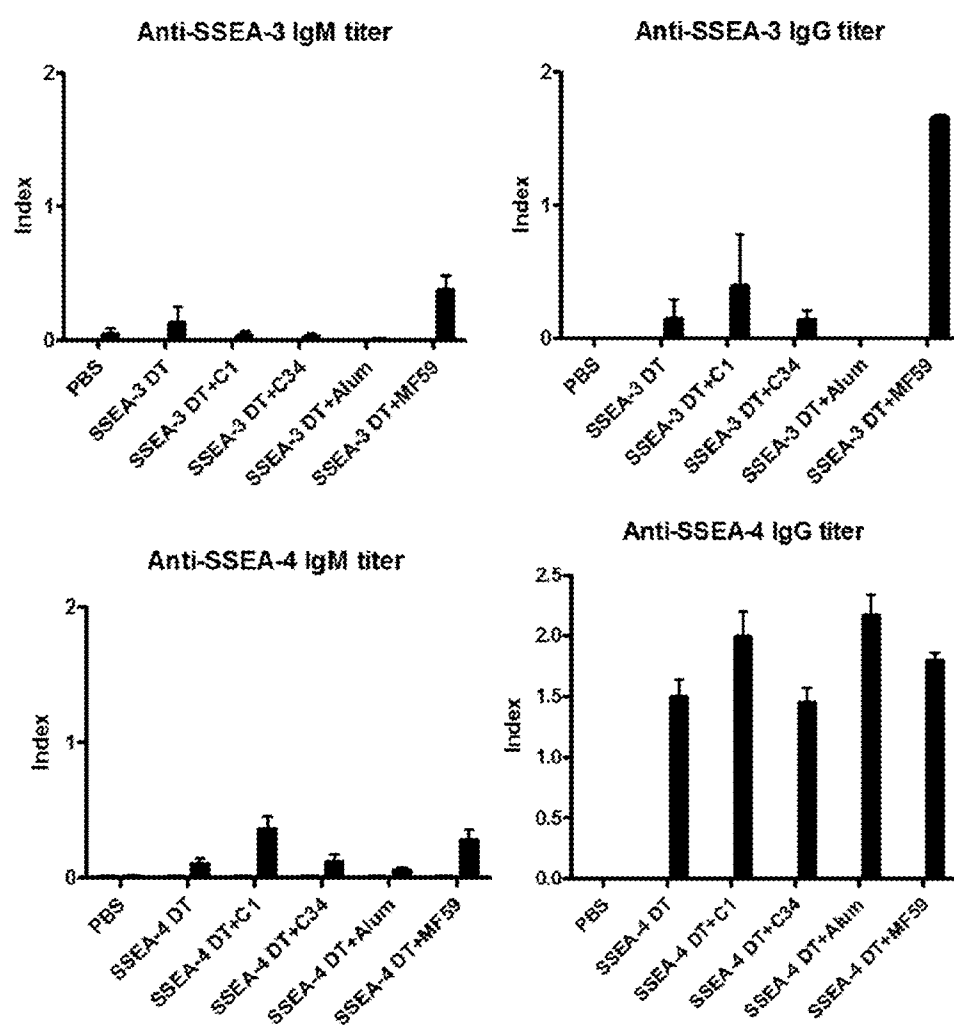 Anti-SSEA-3 IgM titer
2
1
0
Index
PBS
SSEA-3 DT
SSEA-3 DT+C1
SSEA-3 DT+C34
SSEA-3 DT+Alum
SSEA-3 DT+MF59
Anti-SSEA-3 IgG titer
2
1
0
Index
PBS
SSEA-3 DT
SSEA-3 DT+C1
SSEA-3 DT+C34
SSEA-3 DT+Alum
SSEA-3 DT+MF59
Anti-SSEA-4 IgM titer
2
1
0
Index
PBS
SSEA-4 DT
SSEA-4 DT+C1
SSEA-4 DT+C34
SSEA-4 DT+Alum
SSEA-4 DT+MF59
Anti-SSEA-4 IgG titer
2.5
2.0
1.5
1.0
0.5
0.0
Index
PBS
SSEA-4 DT
SSEA-4 DT+C1
SSEA-4 DT+C34
SSEA-4 DT+Alum
SSEA-4 DT+MF59